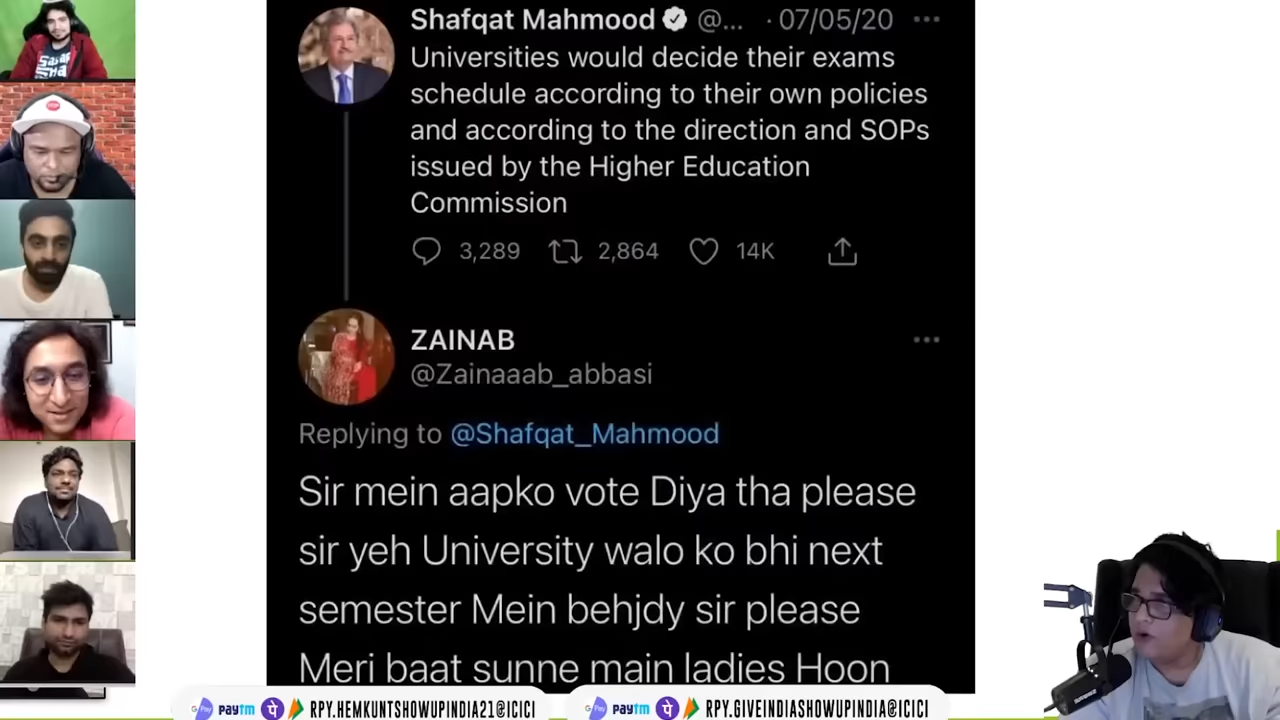 Shafqat Mahmood @... · 07/05/20
Universities would decide their exams
schedule according to their own policies
and according to the direction and SOPs
issued by the Higher Education
Commission
3,289 2,864 14K
ZAINAB
@Zainaaab_abbasi
Replying to @Shafqat_Mahmood
Sir mein aapko vote Diya tha please
sir yeh University walo ko bhi next
semester Mein behjdy sir please
Meri baat sunne main ladies Hoon
G Pay paytm पे RPY.HEMKUNTSHOWUPINDIA21@ICICI
G Pay paytm पे RPY.GIVEINDIASHOWUPINDIA@ICICI